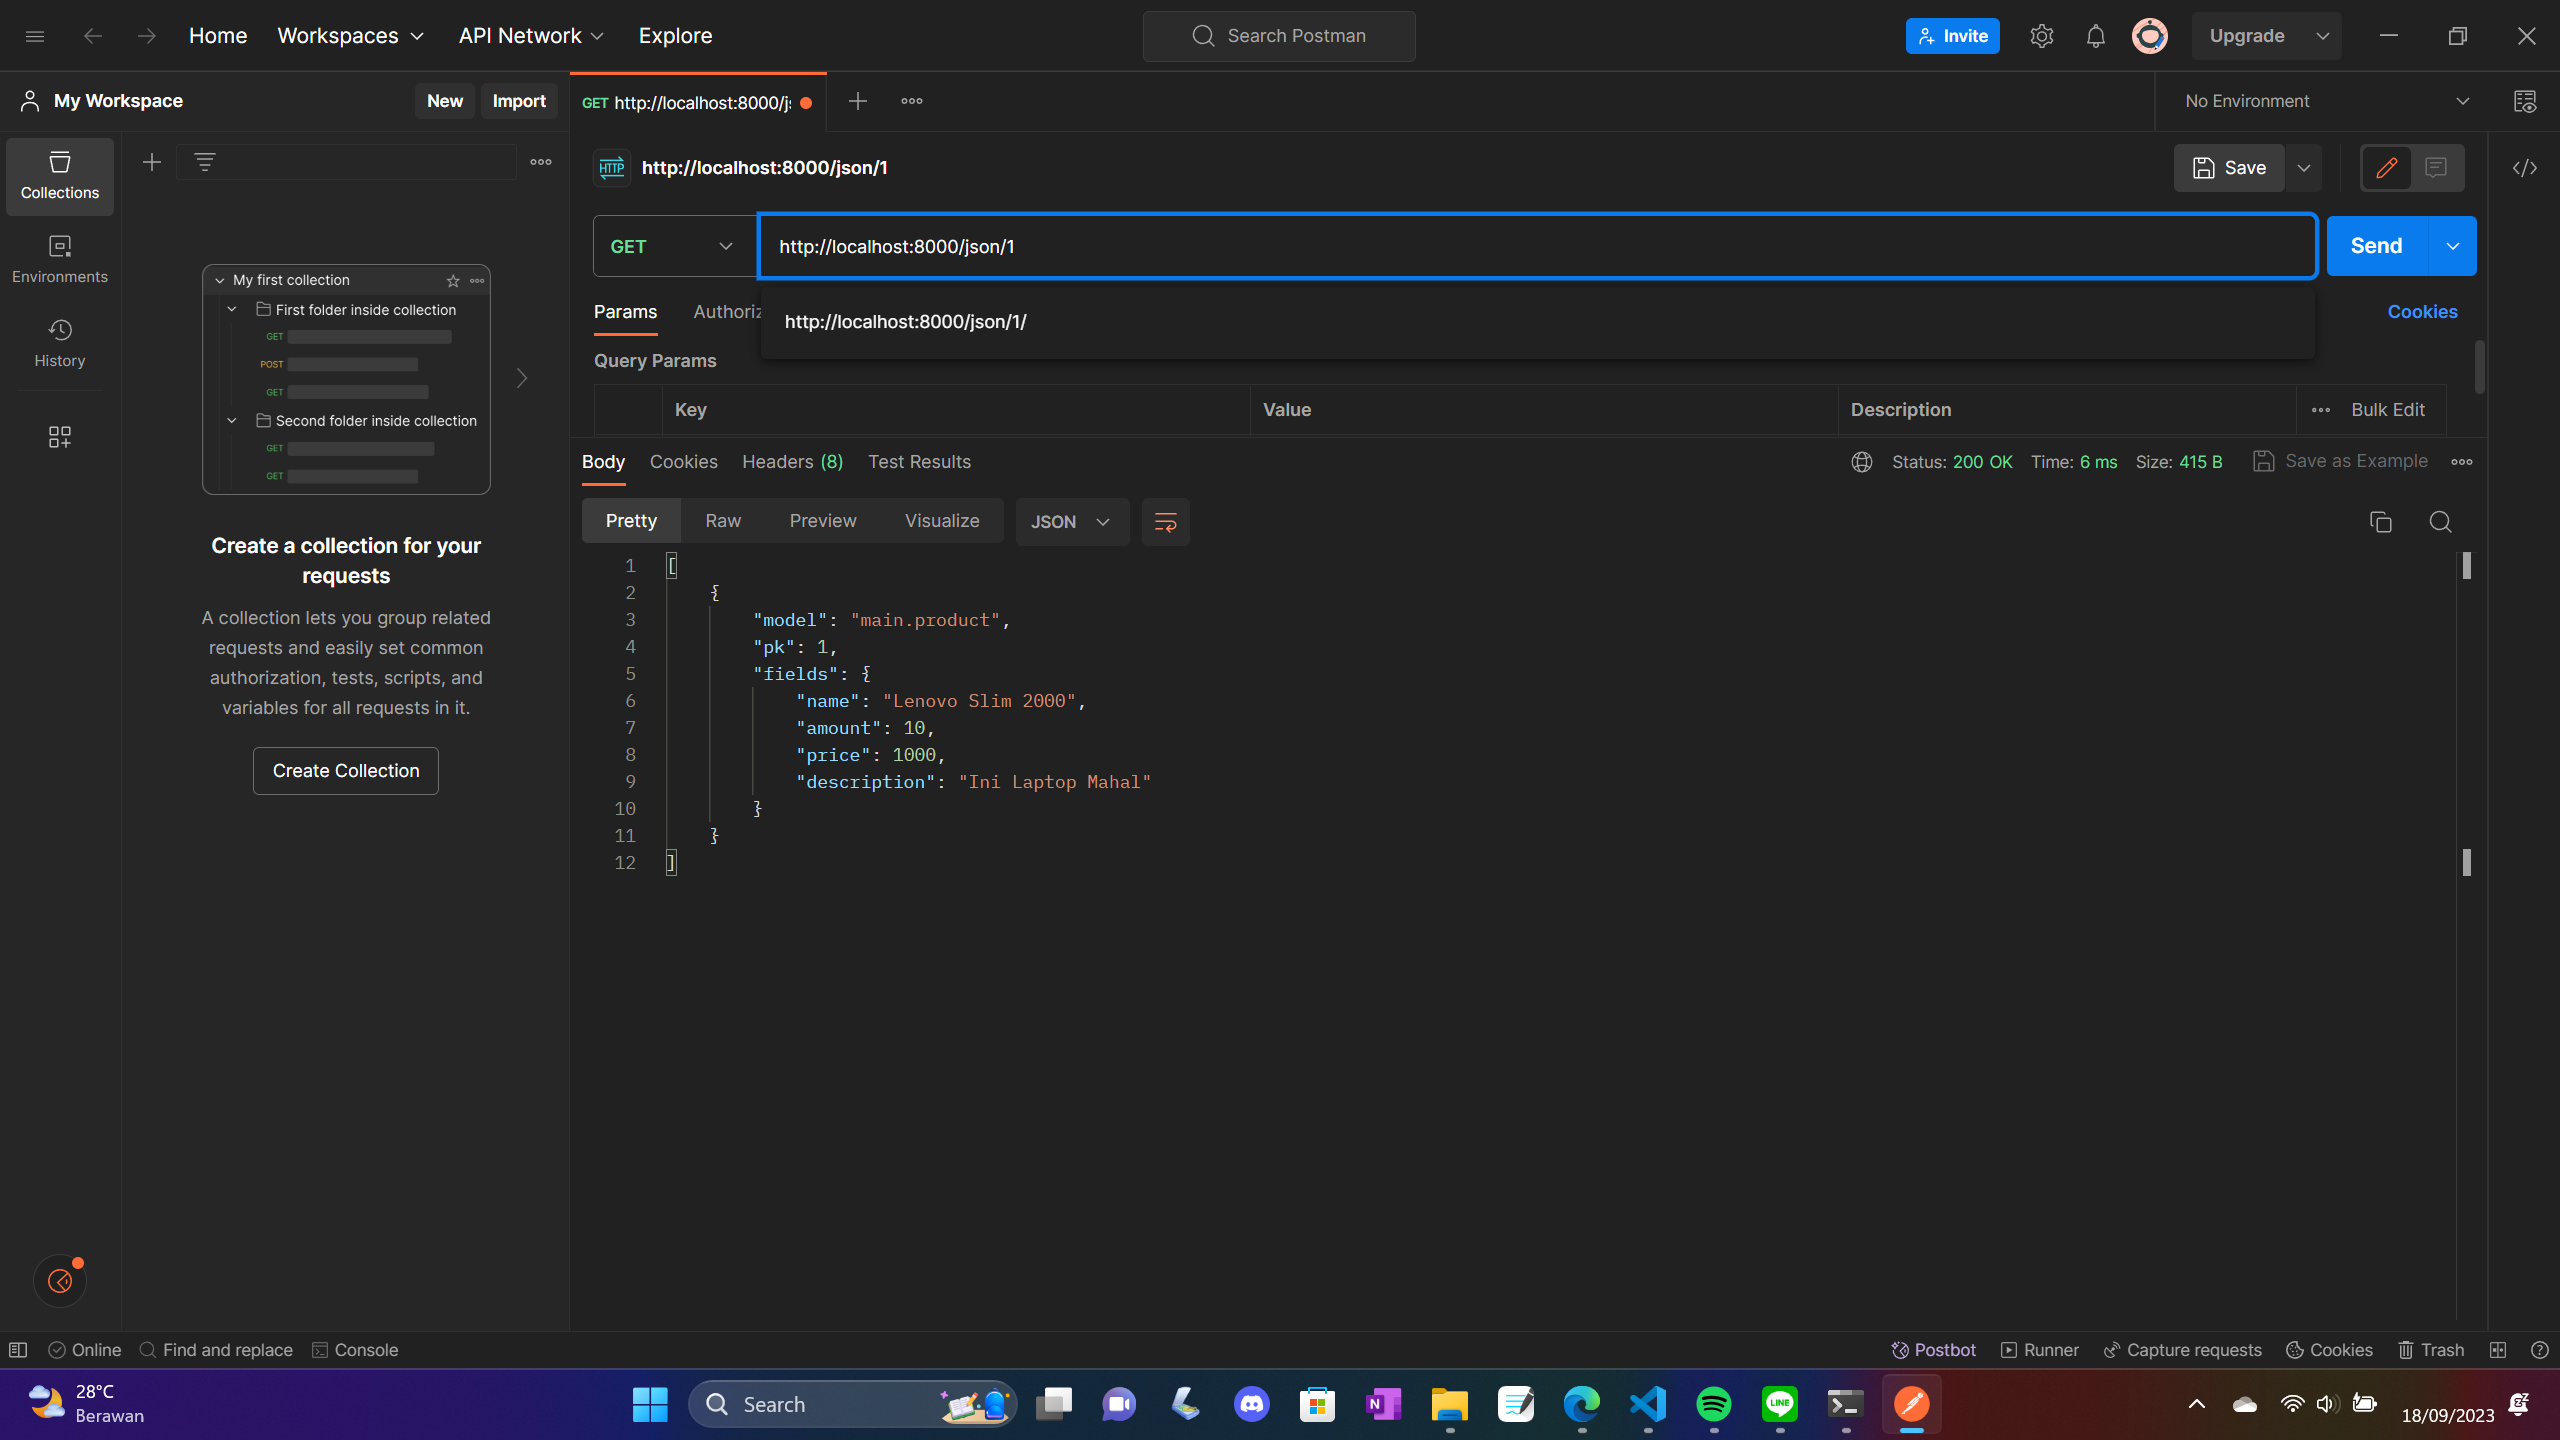 Home Workspaces API Network Explore Search Postman Invite Upgrade
My Workspace New Import GET http://localhost:8000/j No Environment
HTTP http://localhost:8000/json/1 Save
Collections
GET http://localhost:8000/json/1 Send
http://localhost:8000/json/1/
Params Authoriz Cookies
Query Params
Key Value Description Bulk Edit
Environments
History
My first collection
First folder inside collection
GET
POST
GET
Second folder inside collection
GET
GET
Create a collection for your
requests
A collection lets you group related
requests and easily set common
authorization, tests, scripts, and
variables for all requests in it.
Create Collection
Body Cookies Headers (8) Test Results Status: 200 OK Time: 6 ms Size: 415 B Save as Example
Pretty Raw Preview Visualize JSON
1 [
2 {
3 "model": "main.product",
4 "pk": 1,
5 "fields": {
6 "name": "Lenovo Slim 2000",
7 "amount": 10,
8 "price": 1000,
9 "description": "Ini Laptop Mahal"
10 }
11 }
12 ]
Online Find and replace Console Postbot Runner Capture requests Cookies Trash
28°C
Berawan
Search
LINE
18/09/2023